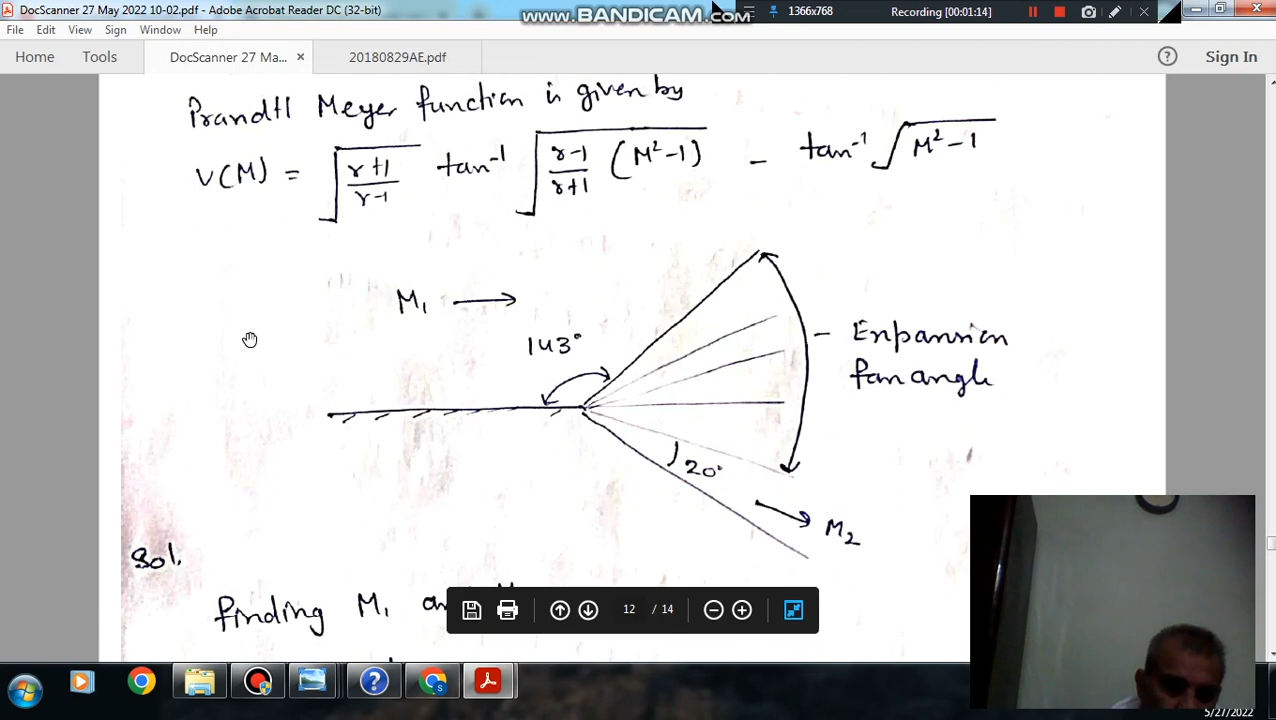 DocScanner 27 May 2022 10-02.pdf - Adobe Acrobat Reader DC (32-bit)
www.BANDICAM.com
1366x768
Recording [00:01:14]
File Edit View Sign Window Help
Home Tools DocScanner 27 Ma... × 20180829AE.pdf ? Sign In
Prandtl Meyer function is given by
ν(M) = √(γ+1/γ-1) tan⁻¹ √(γ-1/γ+1 (M²-1)) - tan⁻¹ √(M²-1)
M₁ →
143°
Expansion
fan angle
20°
M₂
Sol.
finding M₁
12 / 14
5/27/2022